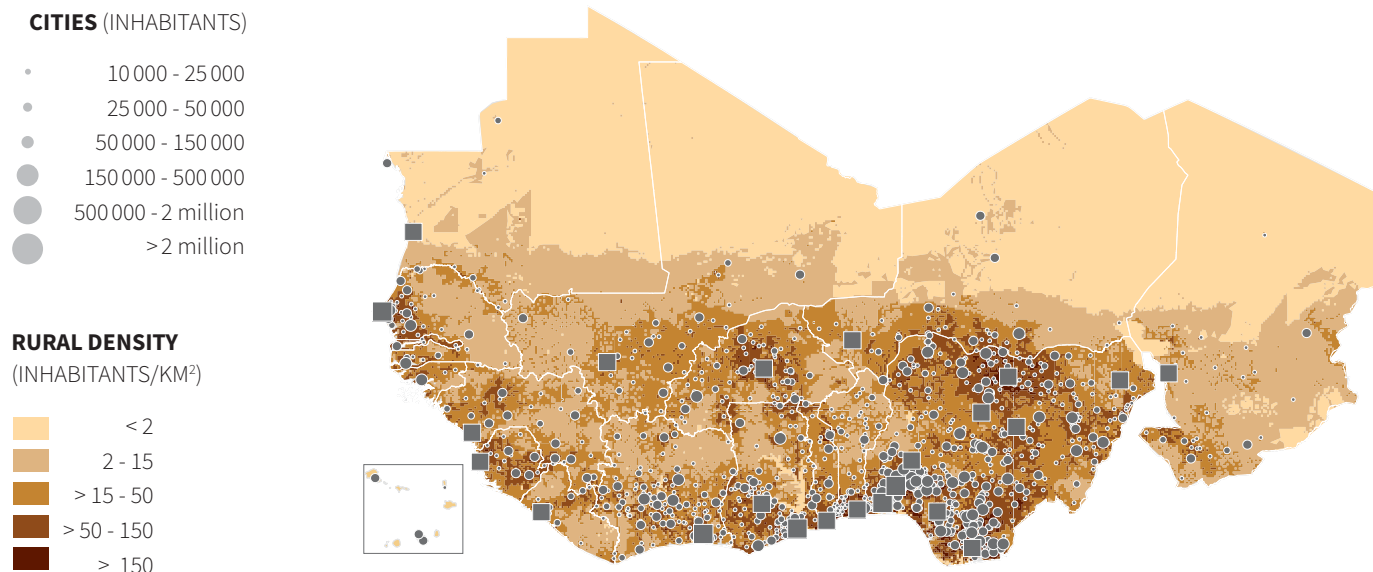 CITIES (INHABITANTS)
10 000 - 25 000
25 000 - 50 000
50 000 - 150 000
150 000 - 500 000
500 000 - 2 million
> 2 million
RURAL DENSITY
(INHABITANTS/KM²)
< 2
2 - 15
> 15 - 50
> 50 - 150
> 150